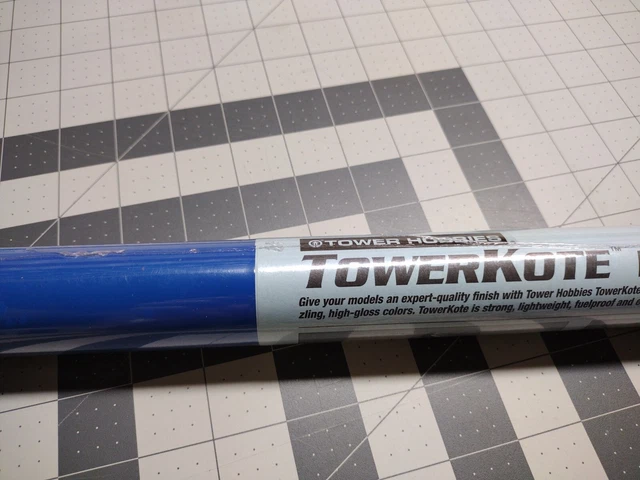 ®TOWER HOBBIES
TOWERKOTE™
Give your models an expert-quality finish with Tower Hobbies TowerKote
zling, high-gloss colors. TowerKote is strong, lightweight, fuelproof and